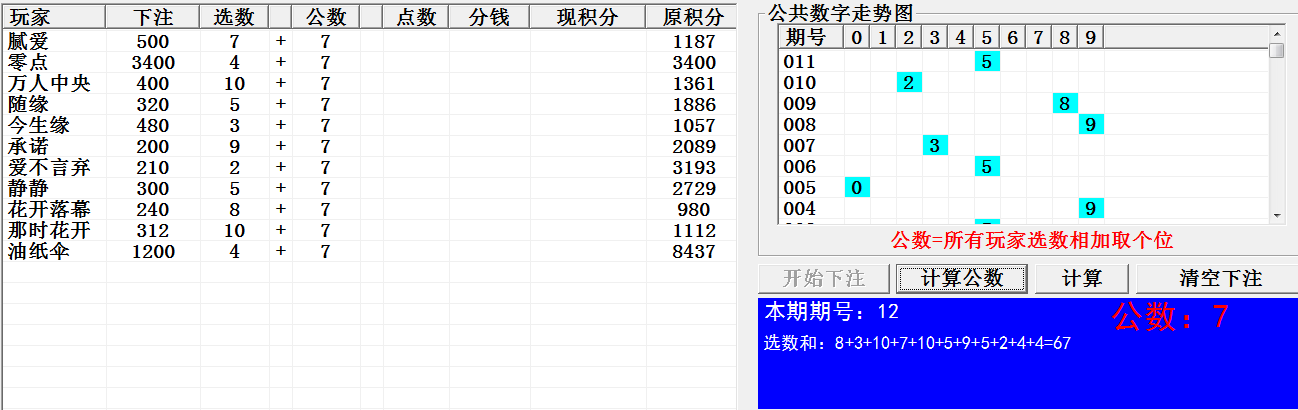 玩家 下注 选数 公数 点数 分钱 现积分 原积分
腻爱 500 7 + 7 1187
零点 3400 4 + 7 3400
万人中央 400 10 + 7 1361
随缘 320 5 + 7 1886
今生缘 480 3 + 7 1057
承诺 200 9 + 7 2089
爱不言弃 210 2 + 7 3193
静静 300 5 + 7 2729
花开落幕 240 8 + 7 980
那时花开 312 10 + 7 1112
油纸伞 1200 4 + 7 8437
公共数字走势图
期号 0 1 2 3 4 5 6 7 8 9
011 5
010 2
009 8
008 9
007 3
006 5
005 0
004 9
公数=所有玩家选数相加取个位
开始下注 计算公数 计算 清空下注
本期期号：12 公数：7
选数和：8+3+10+7+10+5+9+5+2+4+4=67